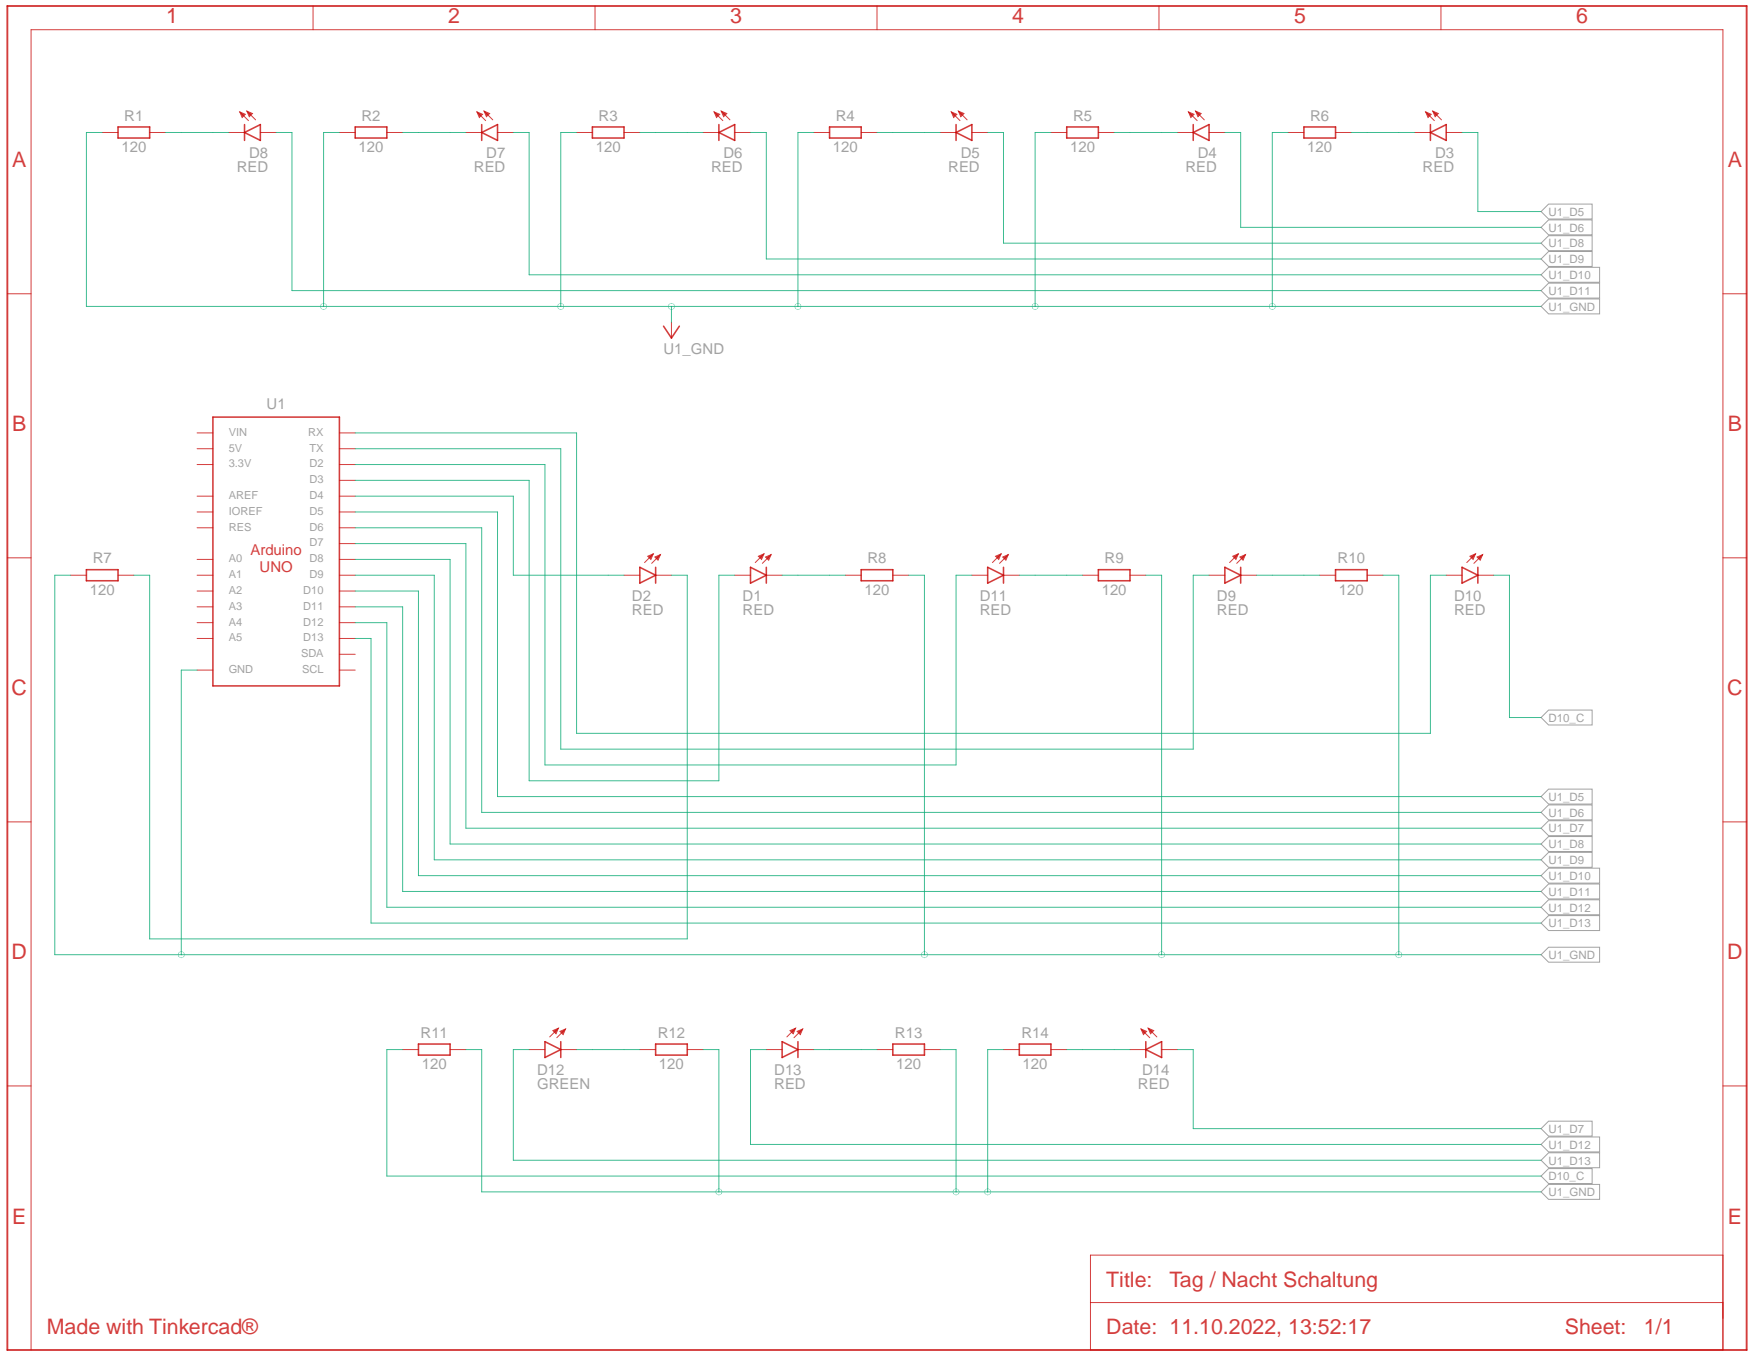 1 2 3 4 5 6
R1 R2 R3 R4 R5 R6
120 120 120 120 120 120
D8 D7 D6 D5 D4 D3
RED RED RED RED RED RED
A A
U1_D5
U1_D6
U1_D8
U1_D9
U1_D10
U1_D11
U1_GND
U1_GND
U1
B B
VIN RX
5V TX
3.3V D2
D3
AREF D4
IOREF D5
RES D6
D7
Arduino
UNO
A0 D8
A1 D9
A2 D10
A3 D11
A4 D12
A5 D13
SDA
GND SCL
R7 R8 R9 R10
120 120 120 120
D2 D1 D11 D9 D10
RED RED RED RED RED
C C
D10_C
U1_D5
U1_D6
U1_D7
U1_D8
U1_D9
U1_D10
U1_D11
U1_D12
U1_D13
D D
U1_GND
R11 R12 R13 R14
120 120 120 120
D12 D13 D14
GREEN RED RED
U1_D7
U1_D12
U1_D13
D10_C
U1_GND
E E
Title: Tag / Nacht Schaltung
Made with Tinkercad®
Date: 11.10.2022, 13:52:17 Sheet: 1/1